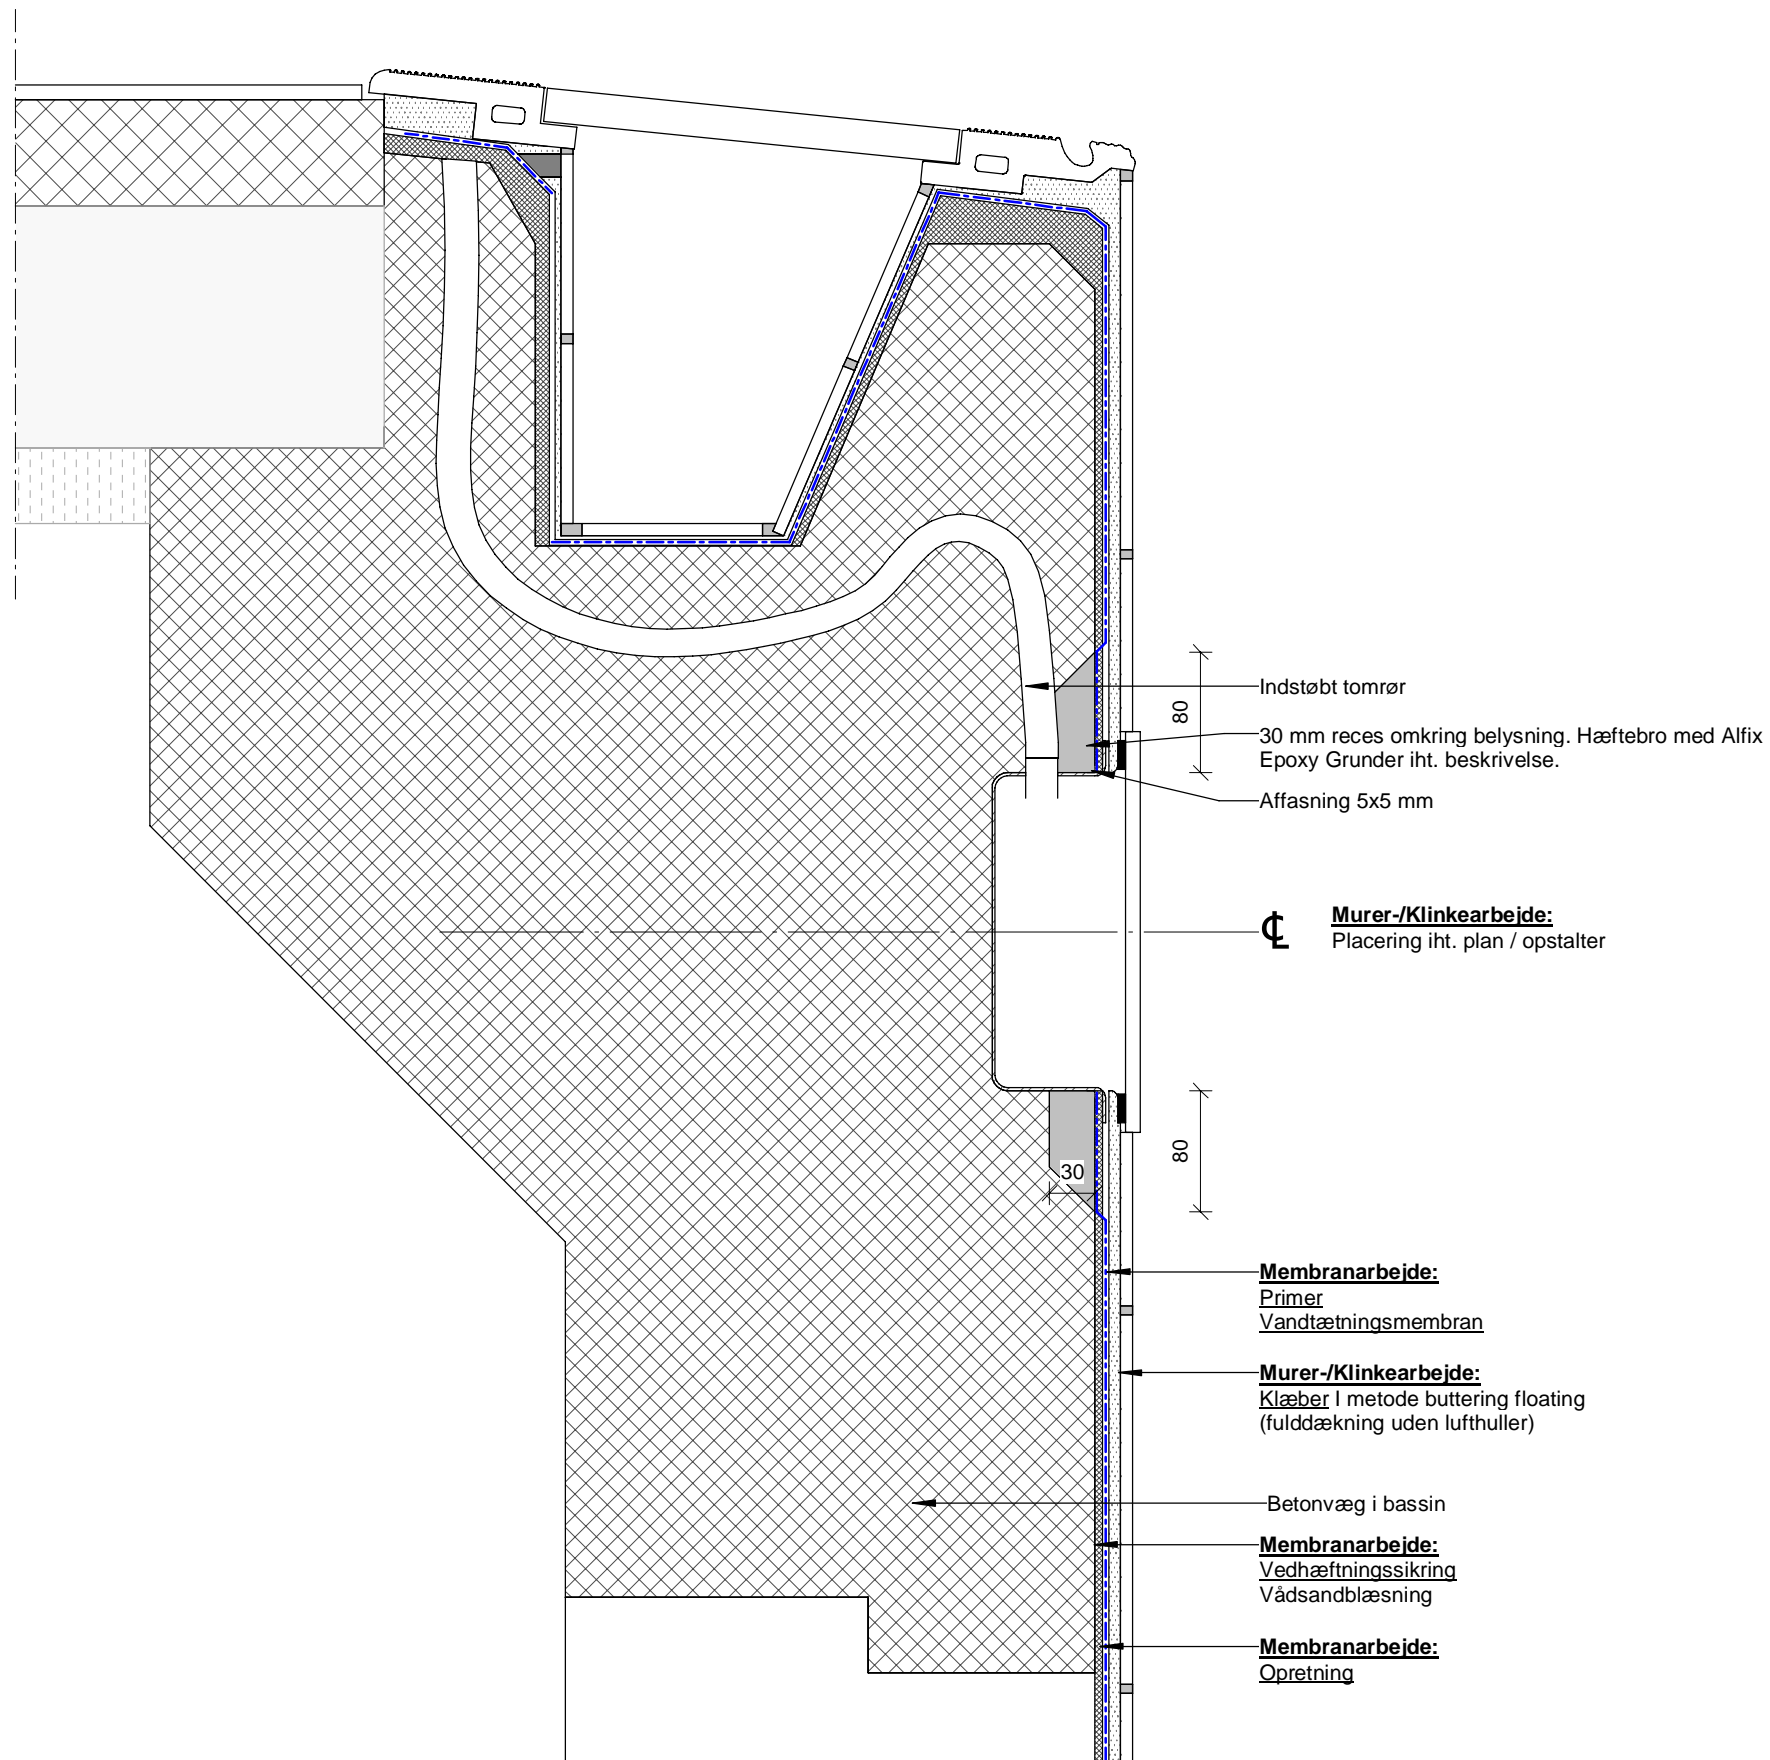 Indstøbt tomrør
80
30 mm reces omkring belysning. Hæftebro med Alfix
Epoxy Grunder iht. beskrivelse.
Affasning 5x5 mm
℄
Murer-/Klinkearbejde:
Placering iht. plan / opstalter
80
30
Membranarbejde:
Primer
Vandtætningsmembran
Murer-/Klinkearbejde:
Klæber I metode buttering floating
(fulddækning uden lufthuller)
Betonvæg i bassin
Membranarbejde:
Vedhæftningssikring
Vådsandblæsning
Membranarbejde:
Opretning